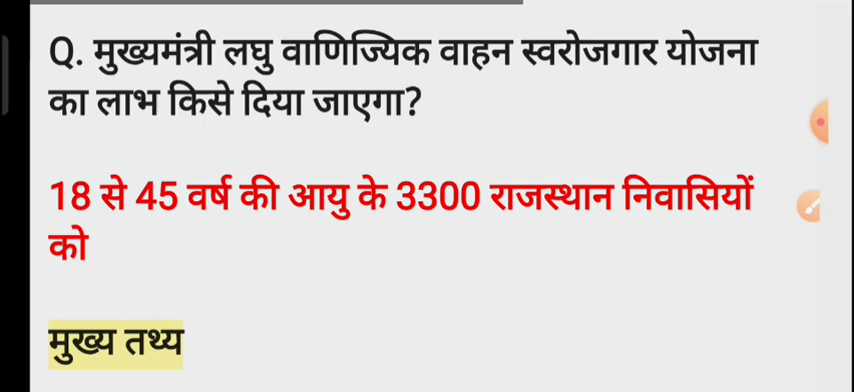 Q. मुख्यमंत्री लघु वाणिज्यिक वाहन स्वरोजगार योजना
का लाभ किसे दिया जाएगा?
18 से 45 वर्ष की आयु के 3300 राजस्थान निवासियों
को
मुख्य तथ्य